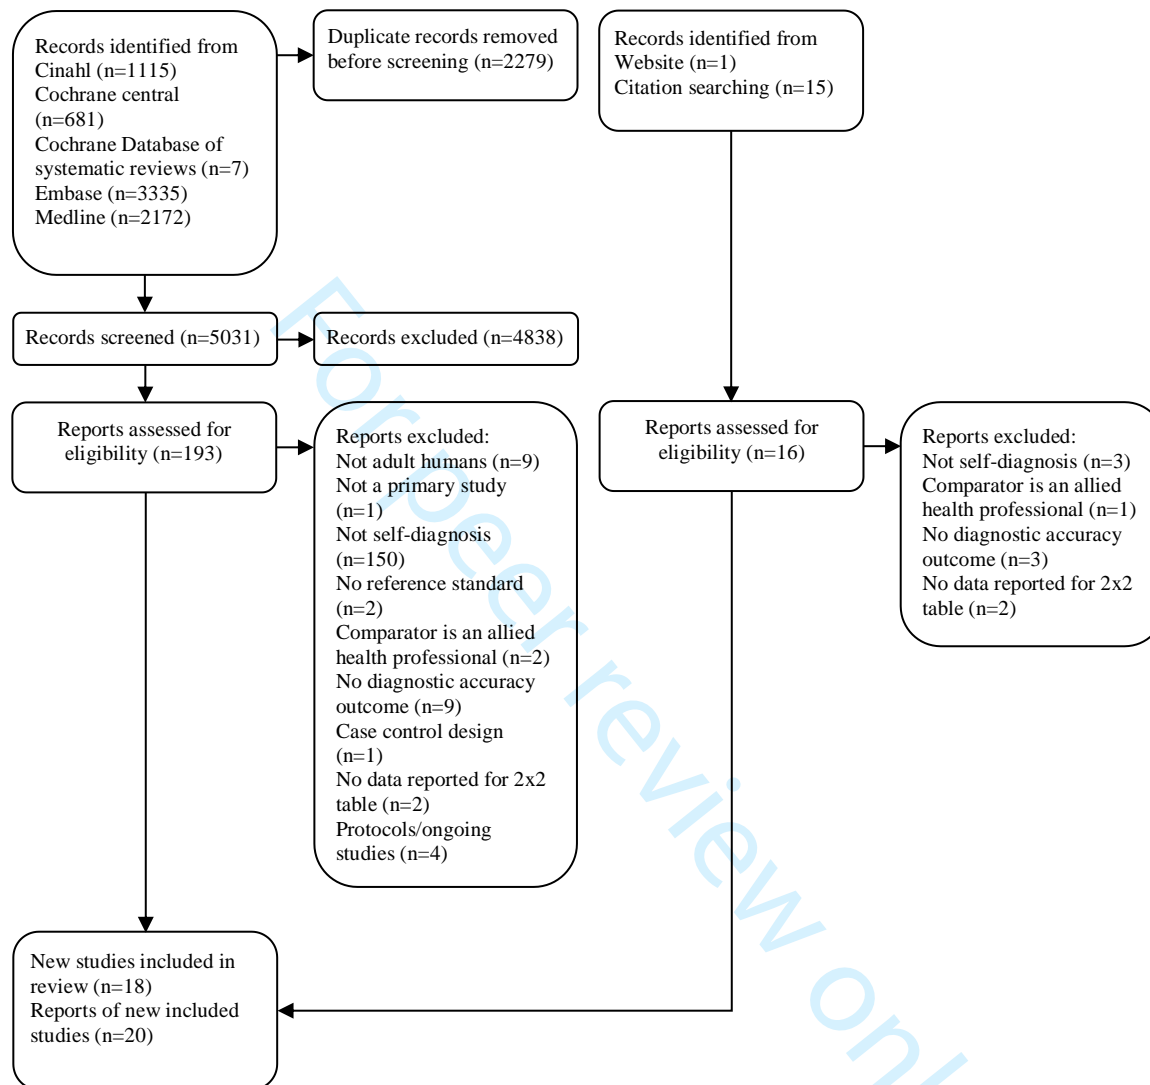 Records identified from
Cinahl (n=1115)
Cochrane central
(n=681)
Cochrane Database of
systematic reviews (n=7)
Embase (n=3335)
Medline (n=2172)
Duplicate records removed
before screening (n=2279)
Records identified from
Website (n=1)
Citation searching (n=15)
Records screened (n=5031)
Records excluded (n=4838)
Reports assessed for
eligibility (n=193)
Reports excluded:
Not adult humans (n=9)
Not a primary study
(n=1)
Not self-diagnosis
(n=150)
No reference standard
(n=2)
Comparator is an allied
health professional (n=2)
No diagnostic accuracy
outcome (n=9)
Case control design
(n=1)
No data reported for 2x2
table (n=2)
Protocols/ongoing
studies (n=4)
Reports assessed for
eligibility (n=16)
Reports excluded:
Not self-diagnosis (n=3)
Comparator is an allied
health professional (n=1)
No diagnostic accuracy
outcome (n=3)
No data reported for 2x2
table (n=2)
New studies included in
review (n=18)
Reports of new included
studies (n=20)
For peer review onl